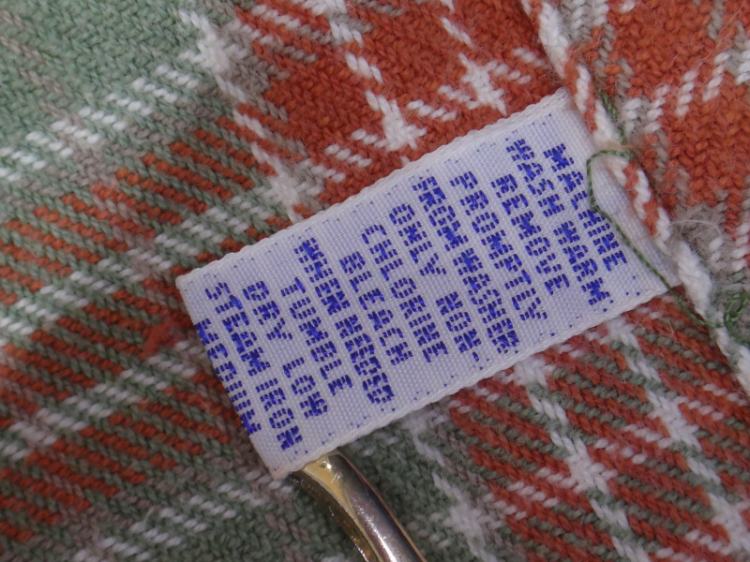 MACHINE
WASH WARM
REMOVE
PROMPTLY
FROM WASHER
ONLY NON-
CHLORINE
BLEACH
WHEN NEEDED
TUMBLE
DRY LOW
STEAM IRON
MEDIUM